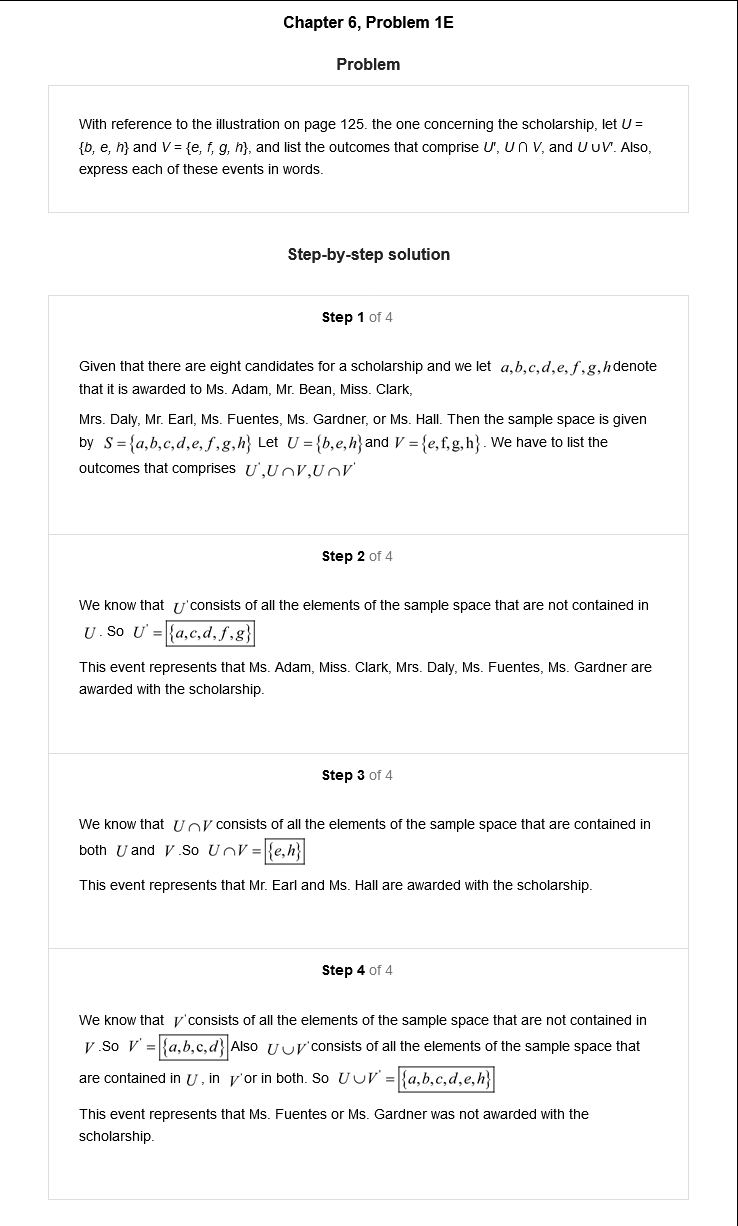 Chapter 6, Problem 1E
Problem
With reference to the illustration on page 125. the one concerning the scholarship, let U =
{b, e, h} and V = {e, f, g, h}, and list the outcomes that comprise U', U ∩ V, and U ∪V'. Also,
express each of these events in words.
Step-by-step solution
Step 1 of 4
Given that there are eight candidates for a scholarship and we let a,b,c,d,e,f,g,h denote
that it is awarded to Ms. Adam, Mr. Bean, Miss. Clark,
Mrs. Daly, Mr. Earl, Ms. Fuentes, Ms. Gardner, or Ms. Hall. Then the sample space is given
by S={a,b,c,d,e,f,g,h} Let U={b,e,h} and V={e,f,g,h}. We have to list the
outcomes that comprises U',U∩V,U∩V'
Step 2 of 4
We know that U' consists of all the elements of the sample space that are not contained in
U. So U'={a,c,d,f,g}
This event represents that Ms. Adam, Miss. Clark, Mrs. Daly, Ms. Fuentes, Ms. Gardner are
awarded with the scholarship.
Step 3 of 4
We know that U∩V consists of all the elements of the sample space that are contained in
both U and V .So U∩V={e,h}
This event represents that Mr. Earl and Ms. Hall are awarded with the scholarship.
Step 4 of 4
We know that V' consists of all the elements of the sample space that are not contained in
V .So V'={a,b,c,d} Also U∪V' consists of all the elements of the sample space that
are contained in U, in V' or in both. So U∪V'={a,b,c,d,e,h}
This event represents that Ms. Fuentes or Ms. Gardner was not awarded with the
scholarship.